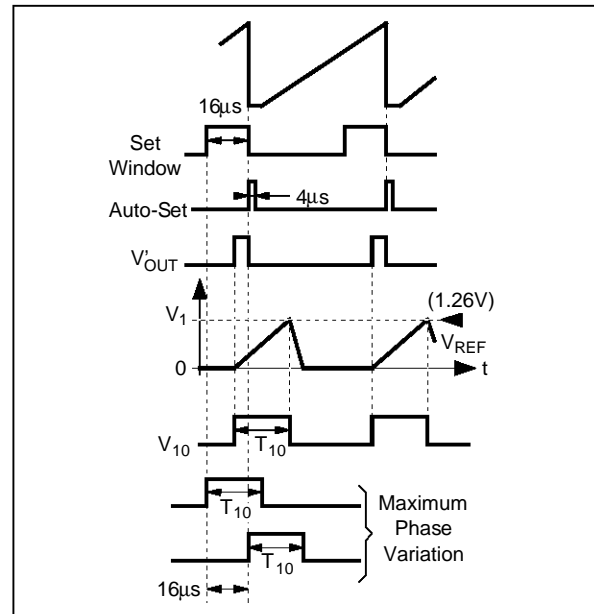 16μs
Set
Window
Auto-Set
4μs
V'OUT
V1
(1.26V)
VREF
0
t
V10
T10
T10
Maximum
Phase
Variation
T10
16μs